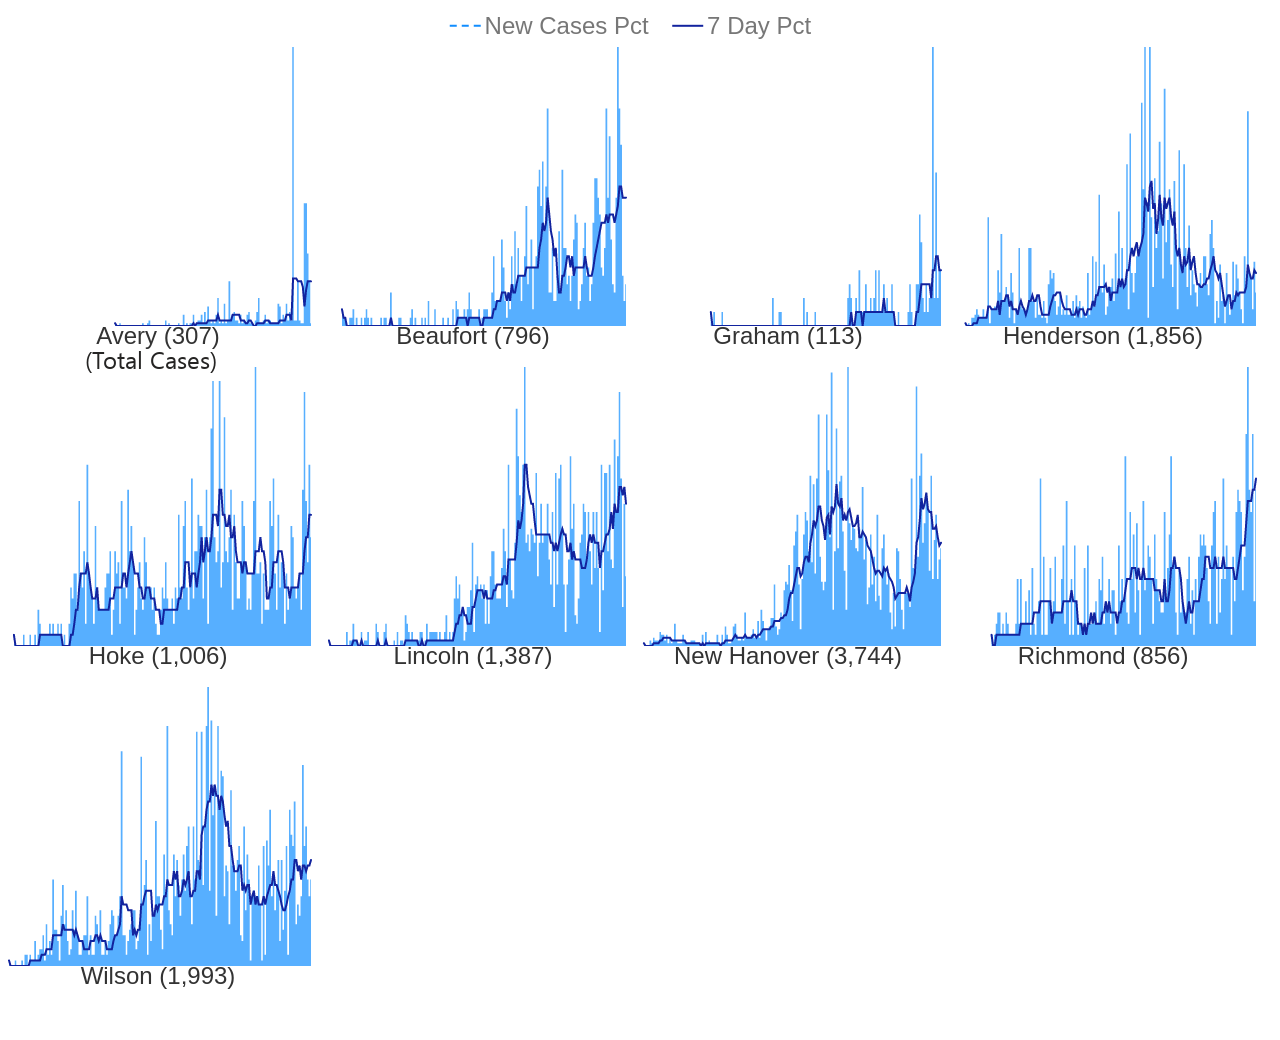 New Cases Pct 7 Day Pct
Avery (307) Beaufort (796) Graham (113) Henderson (1,856)
(Total Cases)
Hoke (1,006) Lincoln (1,387) New Hanover (3,744) Richmond (856)
Wilson (1,993)